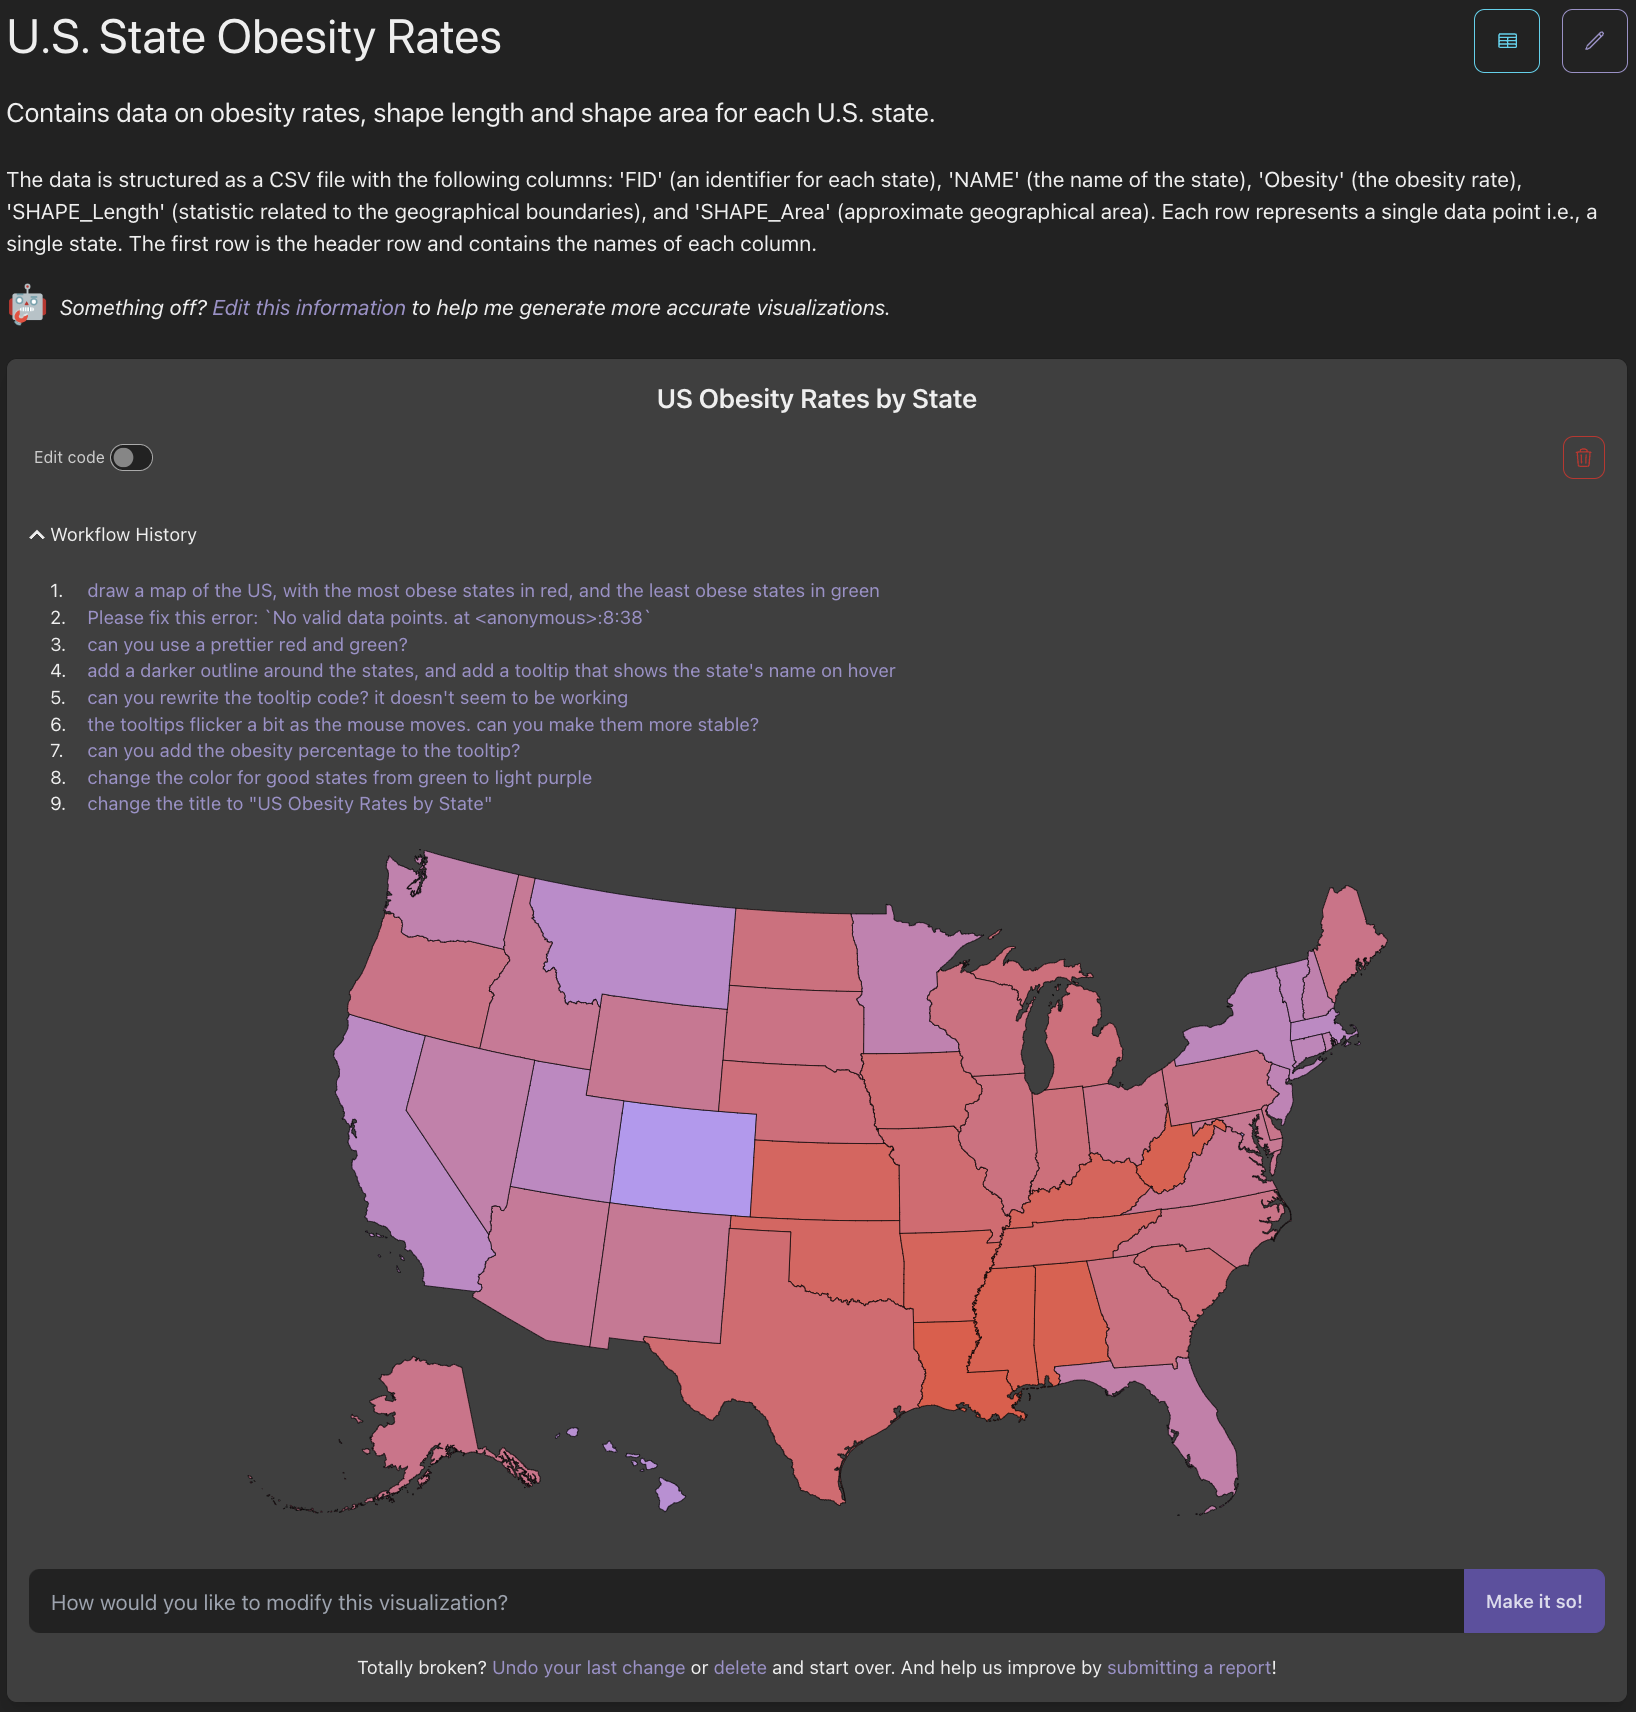 U.S. State Obesity Rates
Contains data on obesity rates, shape length and shape area for each U.S. state.
The data is structured as a CSV file with the following columns: 'FID' (an identifier for each state), 'NAME' (the name of the state), 'Obesity' (the obesity rate),
'SHAPE_Length' (statistic related to the geographical boundaries), and 'SHAPE_Area' (approximate geographical area). Each row represents a single data point i.e., a
single state. The first row is the header row and contains the names of each column.
Something off? Edit this information to help me generate more accurate visualizations.
US Obesity Rates by State
Edit code
Workflow History
1. draw a map of the US, with the most obese states in red, and the least obese states in green
2. Please fix this error: `No valid data points. at <anonymous>:8:38`
3. can you use a prettier red and green?
4. add a darker outline around the states, and add a tooltip that shows the state's name on hover
5. can you rewrite the tooltip code? it doesn't seem to be working
6. the tooltips flicker a bit as the mouse moves. can you make them more stable?
7. can you add the obesity percentage to the tooltip?
8. change the color for good states from green to light purple
9. change the title to "US Obesity Rates by State"
How would you like to modify this visualization?
Make it so!
Totally broken? Undo your last change or delete and start over. And help us improve by submitting a report!